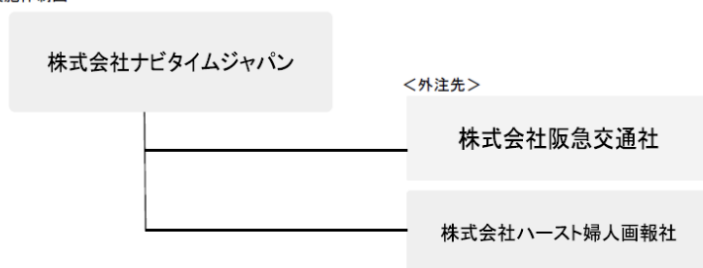 株式会社ナビタイムジャパン
＜外注先＞
株式会社阪急交通社
株式会社ハースト婦人画報社